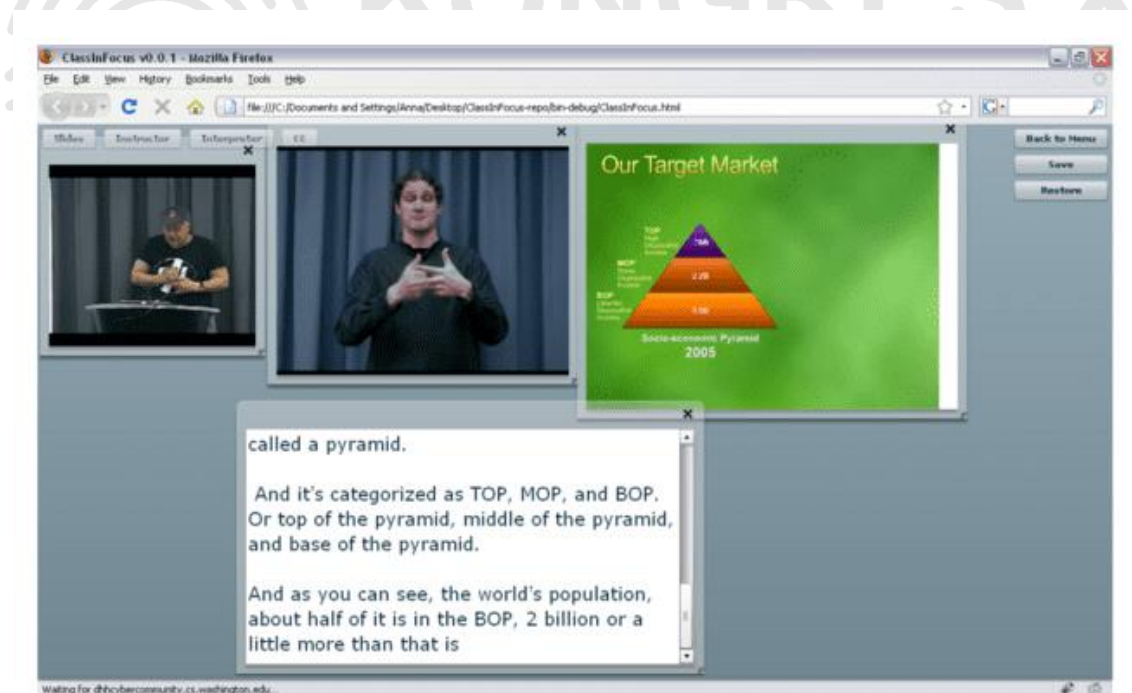 ClassInFocus v0.0.1 - Mozilla Firefox
File Edit View History Bookmarks Tools Help
file:///C:/Documents and Settings/Anna/Desktop/ClassInFocus-repo/bin-debug/ClassInFocus.html
Slides Instructor Interpreter CC
Back to Menu
Save
Restore
Our Target Market
TOP
MOP
BOP
Socio-economic Pyramid
2005
called a pyramid.
And it's categorized as TOP, MOP, and BOP.
Or top of the pyramid, middle of the pyramid,
and base of the pyramid.
And as you can see, the world's population,
about half of it is in the BOP, 2 billion or a
little more than that is
Waiting for dhhcybercommunity.cs.washington.edu...